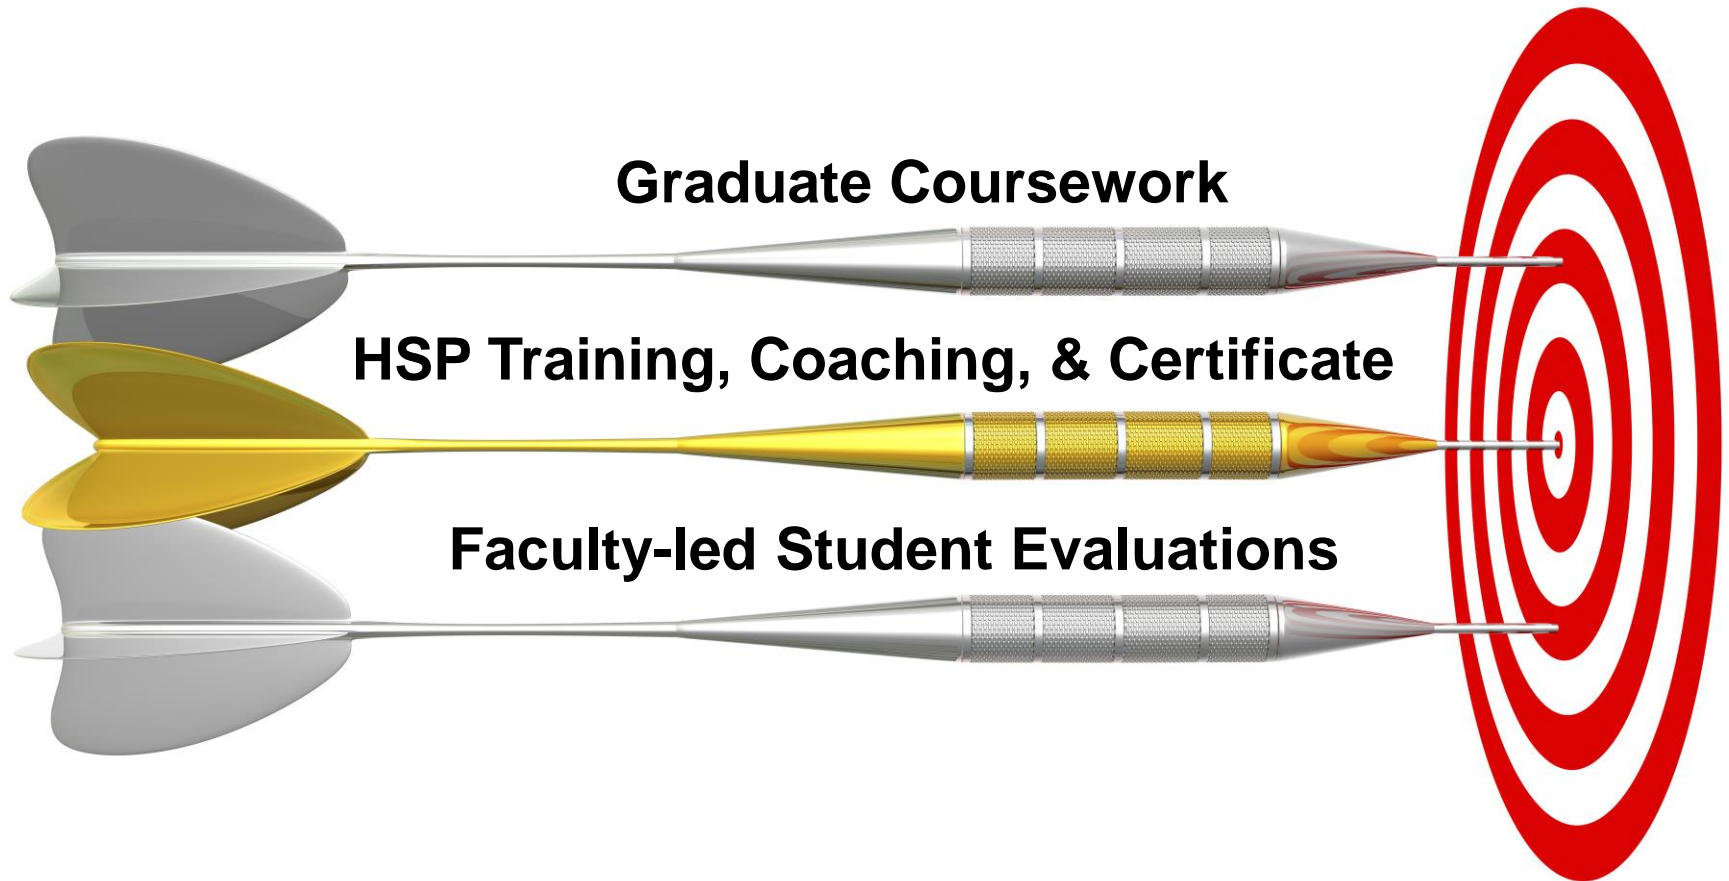 Graduate Coursework
HSP Training, Coaching, & Certificate
Faculty-led Student Evaluations